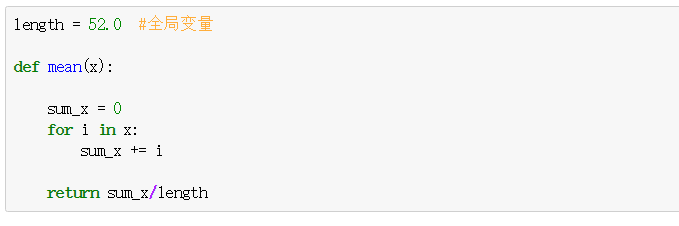 length = 52.0  #全局变量
def mean(x):
    sum_x = 0
    for i in x:
        sum_x += i
    return sum_x/length